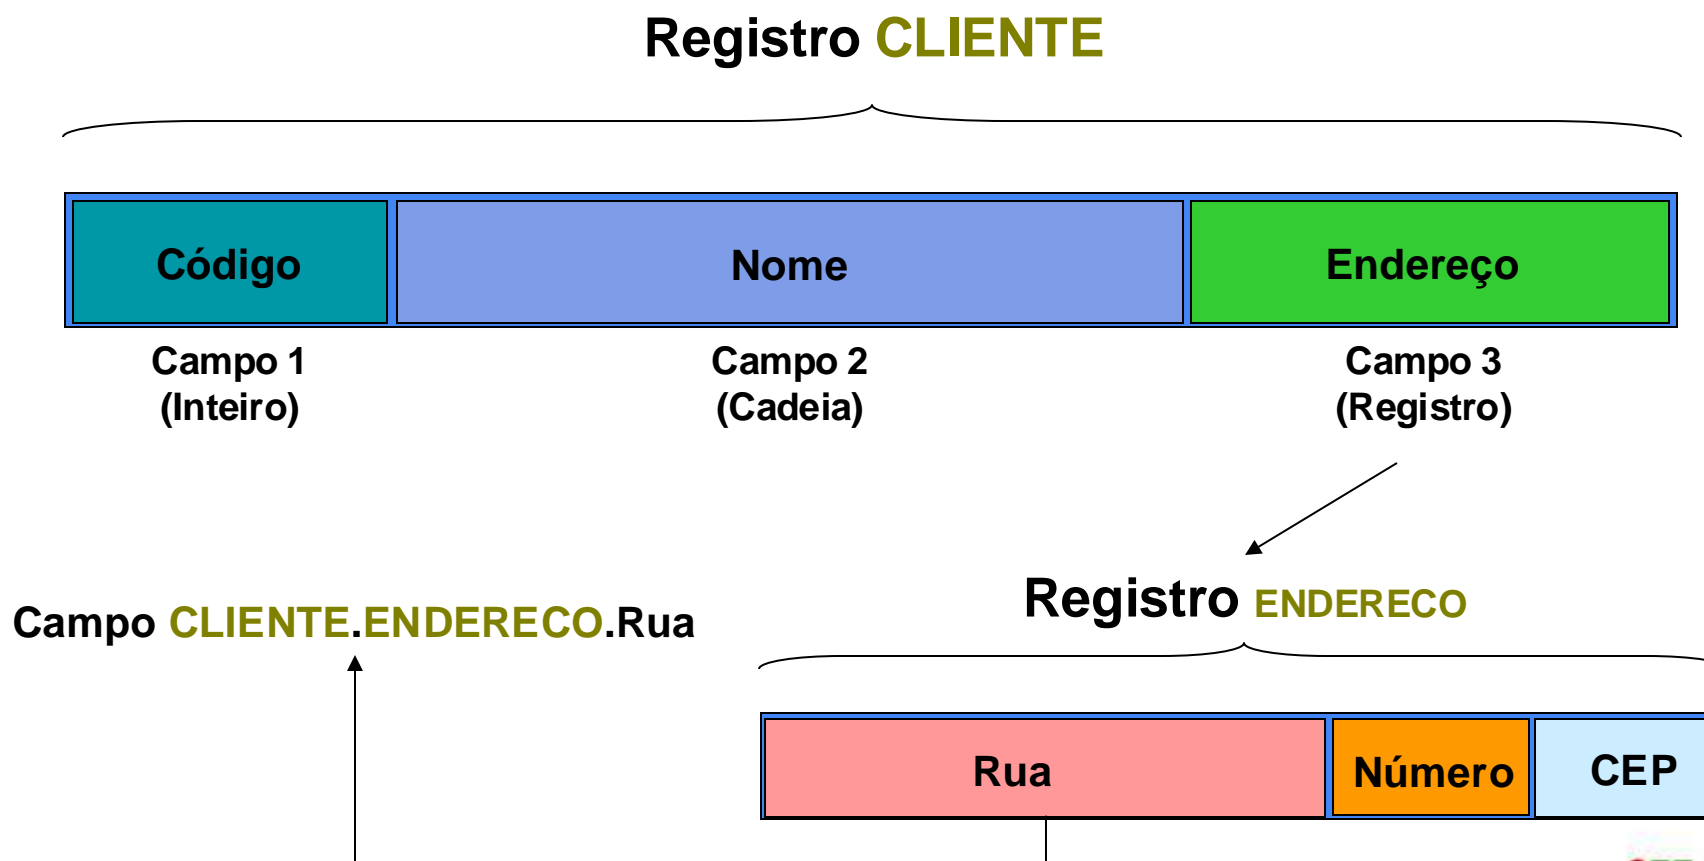 Registro CLIENTE
Código Nome Endereço
Campo 1 Campo 2 Campo 3
(Inteiro) (Cadeia) (Registro)
Registro ENDERECO
Campo CLIENTE.ENDERECO.Rua
Rua Número CEP